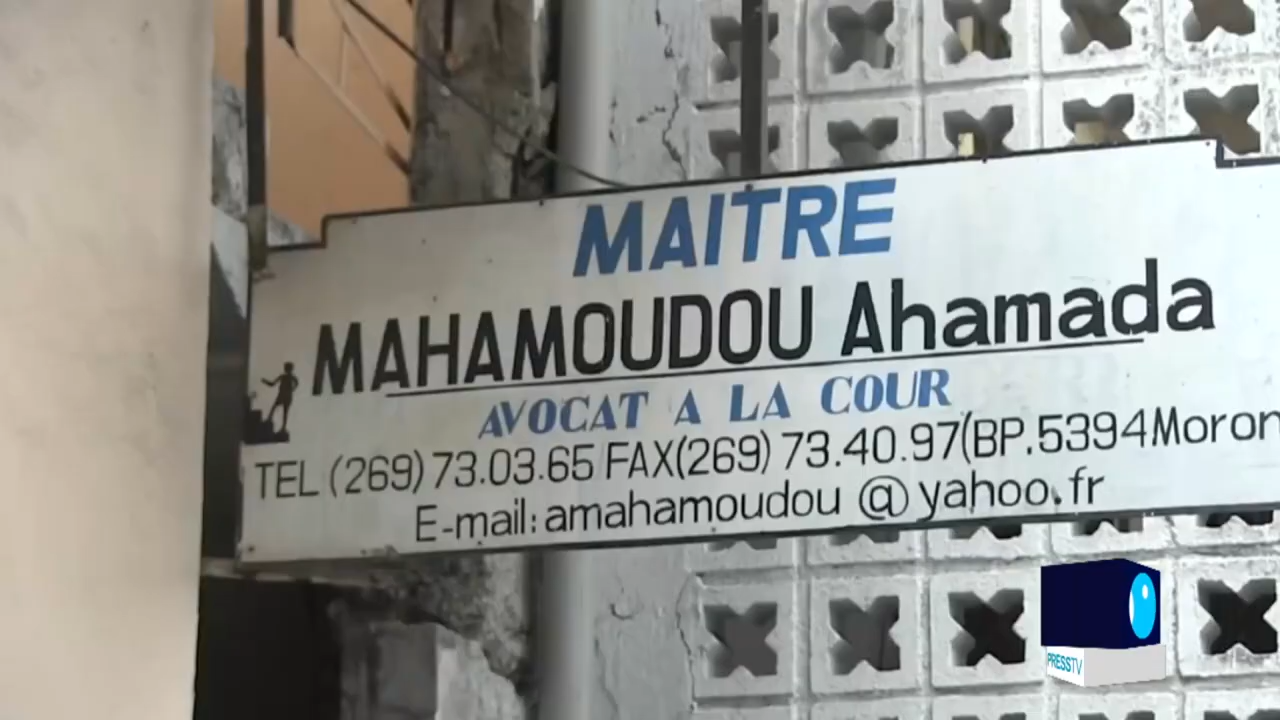 MAITRE
MAHAMOUDOU Ahamada
AVOCAT A LA COUR
TEL (269) 73.03.65 FAX(269) 73.40.97(BP.5394Moron
E-mail: amahamoudou @ yahoo.fr
PRESSTV